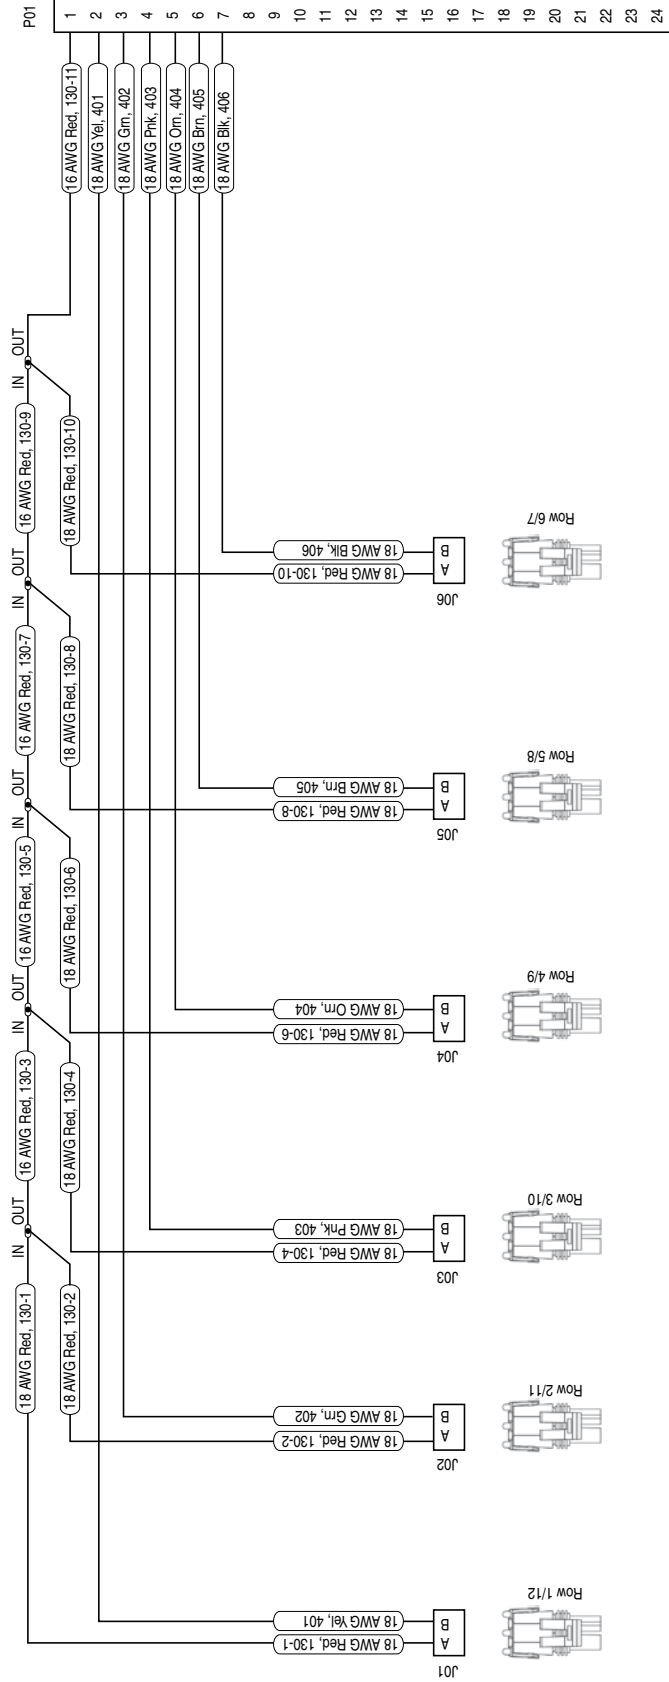 P01
1
2
3
4
5
6
7
8
9
10
11
12
13
14
15
16
17
18
19
20
21
22
23
24
16 AWG Red, 130-11
18 AWG Yel, 401
18 AWG Grn, 402
18 AWG Pnk, 403
18 AWG Orn, 404
18 AWG Brn, 405
18 AWG Blk, 406
IN OUT
16 AWG Red, 130-9
18 AWG Red, 130-10
IN OUT
16 AWG Red, 130-7
18 AWG Red, 130-8
IN OUT
16 AWG Red, 130-5
18 AWG Red, 130-6
IN OUT
16 AWG Red, 130-3
18 AWG Red, 130-4
IN OUT
18 AWG Red, 130-1
18 AWG Red, 130-2
18 AWG Blk, 406
18 AWG Red, 130-10
B
A
J06
Row 6/7
18 AWG Brn, 405
18 AWG Red, 130-8
B
A
J05
Row 5/8
18 AWG Orn, 404
18 AWG Red, 130-6
B
A
J04
Row 4/9
18 AWG Pnk, 403
18 AWG Red, 130-4
B
A
J03
Row 3/10
18 AWG Grn, 402
18 AWG Red, 130-2
B
A
J02
Row 2/11
18 AWG Yel, 401
18 AWG Red, 130-1
B
A
J01
Row 1/12